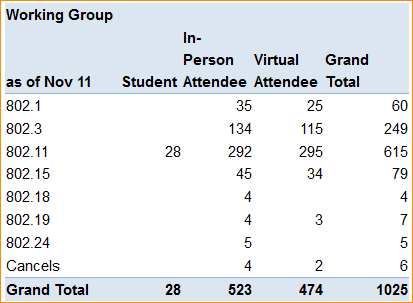 Working Group
In-
Person Virtual Grand
as of Nov 11 Student Attendee Attendee Total
802.1 35 25 60
802.3 134 115 249
802.11 28 292 295 615
802.15 45 34 79
802.18 4 4
802.19 4 3 7
802.24 5 5
Cancels 4 2 6
Grand Total 28 523 474 1025